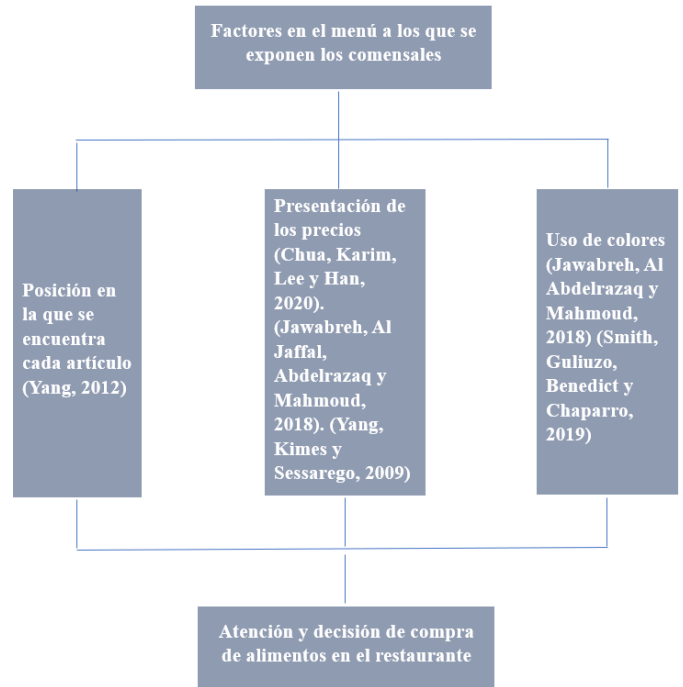 Factores en el menú a los que se
exponen los comensales
Posición en
la que se
encuentra
cada artículo
(Yang, 2012)
Presentación de
los precios
(Chua, Karim,
Lee y Han,
2020).
(Jawabreh, Al
Jaffal,
Abdelrazaq y
Mahmoud,
2018). (Yang,
Kimes y
Sessarego, 2009)
Uso de colores
(Jawabreh, Al
Abdelrazaq y
Mahmoud,
2018) (Smith,
Guliuzo,
Benedict y
Chaparro,
2019)
Atención y decisión de compra
de alimentos en el restaurante